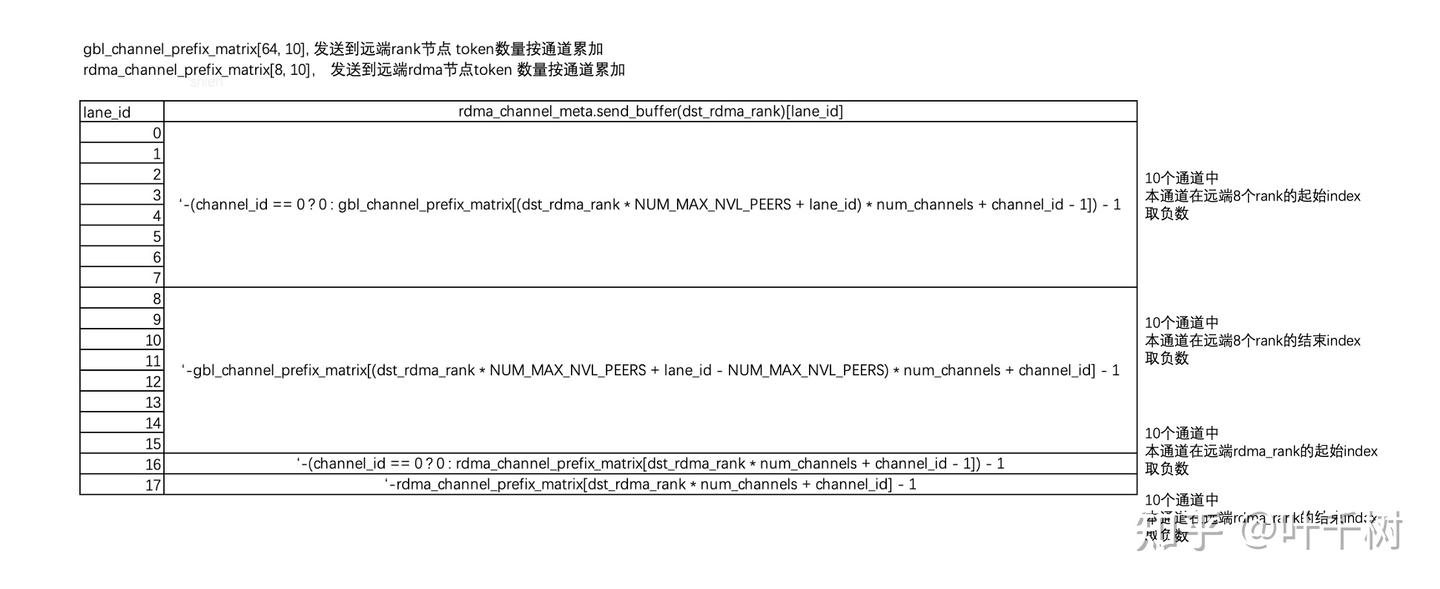 gbl_channel_prefix_matrix[64, 10], 发送到远端rank节点 token数量按通道累加
rdma_channel_prefix_matrix[8, 10], 发送到远端rdma节点token 数量按通道累加
lane_id
rdma_channel_meta.send_buffer(dst_rdma_rank)[lane_id]
0
1
2
3
4
5
6
7
‘-(channel_id == 0 ? 0 : gbl_channel_prefix_matrix[(dst_rdma_rank * NUM_MAX_NVL_PEERS + lane_id) * num_channels + channel_id - 1]) - 1
10个通道中
本通道在远端8个rank的起始index
取负数
8
9
10
11
12
13
14
15
‘-gbl_channel_prefix_matrix[(dst_rdma_rank * NUM_MAX_NVL_PEERS + lane_id - NUM_MAX_NVL_PEERS) * num_channels + channel_id] - 1
10个通道中
本通道在远端8个rank的结束index
取负数
16
‘-(channel_id == 0 ? 0 : rdma_channel_prefix_matrix[dst_rdma_rank * num_channels + channel_id - 1]) - 1
10个通道中
本通道在远端rdma_rank的起始index
取负数
17
‘-rdma_channel_prefix_matrix[dst_rdma_rank * num_channels + channel_id] - 1
10个通道中
本通道在远端rdma_rank的结束index
取负数
知乎 @叶千树